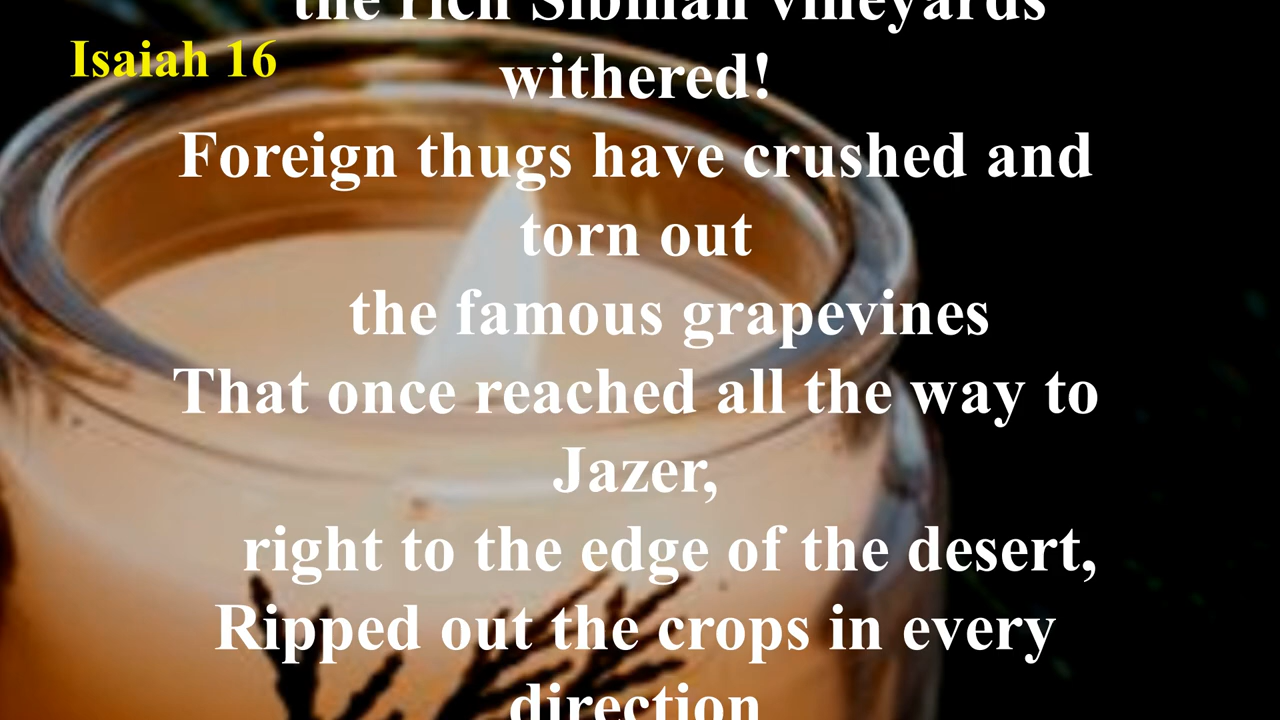 the rich Sibmah vineyards
Isaiah 16
withered!
Foreign thugs have crushed and
torn out
the famous grapevines
That once reached all the way to
Jazer,
right to the edge of the desert,
Ripped out the crops in every
direction